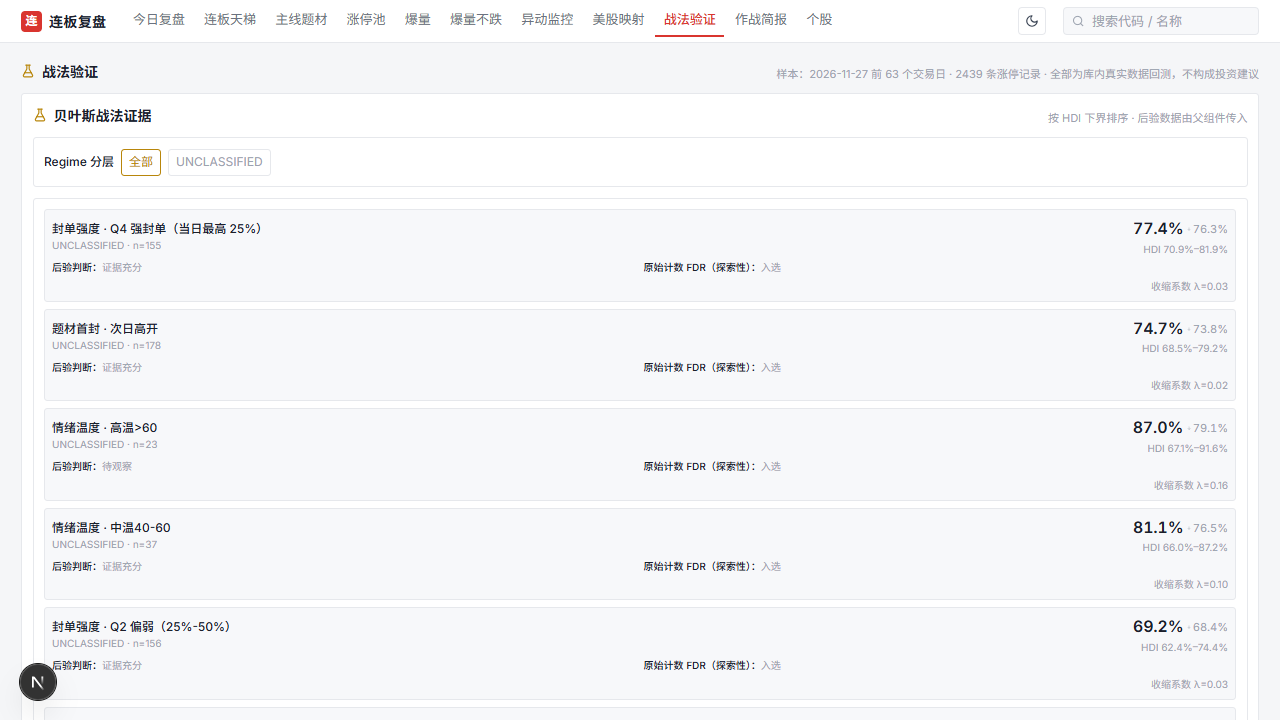 连 连板复盘 今日复盘 连板天梯 主线题材 涨停池 爆量 爆量不跌 异动监控 美股映射 战法验证 作战简报 个股 搜索代码 / 名称
战法验证 样本：2026-11-27 前 63 个交易日 · 2439 条涨停记录 · 全部为库内真实数据回测，不构成投资建议
贝叶斯战法证据 按 HDI 下界排序 · 后验数据由父组件传入
Regime 分层 全部 UNCLASSIFIED
封单强度 · Q4 强封单（当日最高 25%） 77.4% · 76.3%
UNCLASSIFIED · n=155 HDI 70.9%–81.9%
后验判断：证据充分 原始计数 FDR（探索性）：入选
收缩系数 λ=0.03
题材首封 · 次日高开 74.7% · 73.8%
UNCLASSIFIED · n=178 HDI 68.5%–79.2%
后验判断：证据充分 原始计数 FDR（探索性）：入选
收缩系数 λ=0.02
情绪温度 · 高温>60 87.0% · 79.1%
UNCLASSIFIED · n=23 HDI 67.1%–91.6%
后验判断：待观察 原始计数 FDR（探索性）：入选
收缩系数 λ=0.16
情绪温度 · 中温40-60 81.1% · 76.5%
UNCLASSIFIED · n=37 HDI 66.0%–87.2%
后验判断：证据充分 原始计数 FDR（探索性）：入选
收缩系数 λ=0.10
封单强度 · Q2 偏弱（25%-50%） 69.2% · 68.4%
UNCLASSIFIED · n=156 HDI 62.4%–74.4%
后验判断：证据充分 原始计数 FDR（探索性）：入选
N 收缩系数 λ=0.03